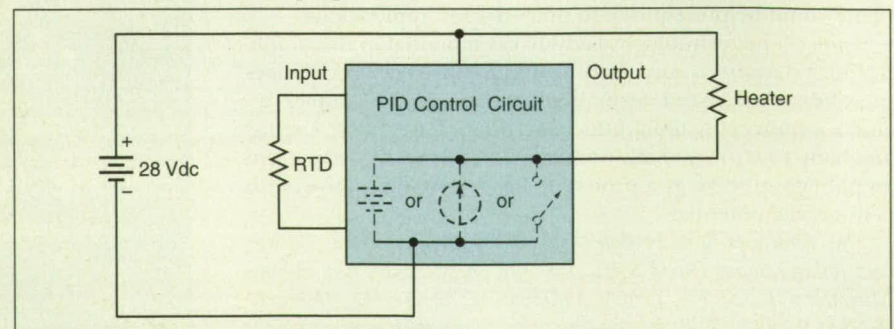 Input
Output
PID Control Circuit
Heater
+
28 Vdc
−
RTD
or
or